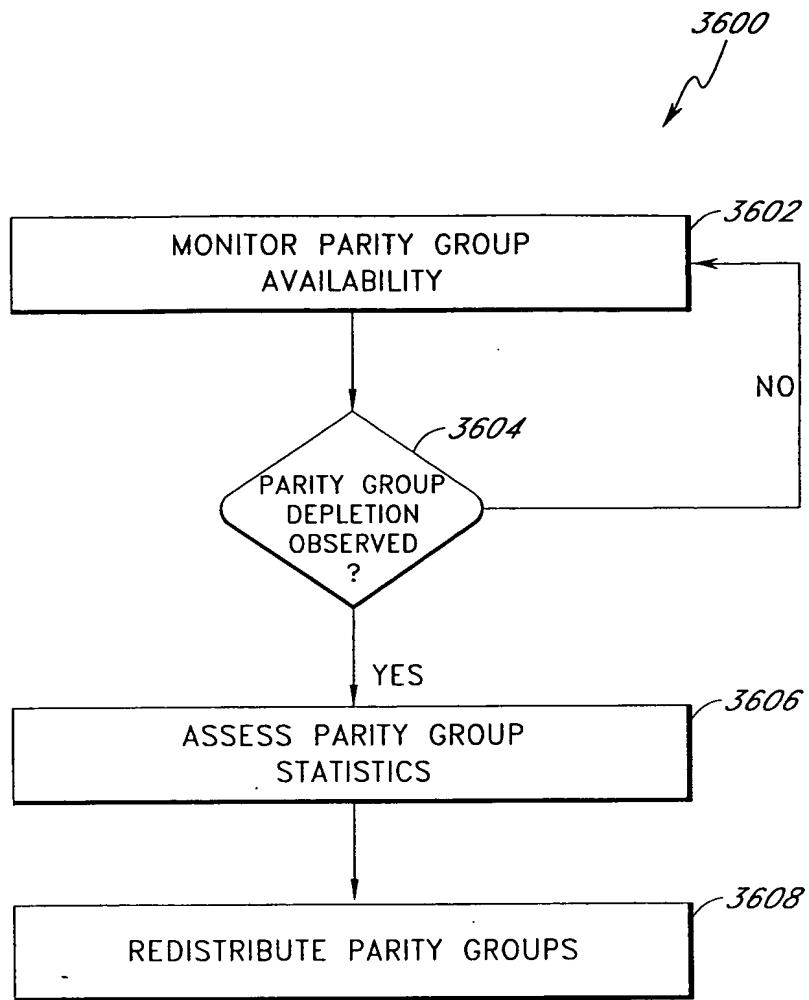 3600
3602
MONITOR PARITY GROUP
AVAILABILITY
NO
3604
PARITY GROUP
DEPLETION
OBSERVED
?
YES
3606
ASSESS PARITY GROUP
STATISTICS
3608
REDISTRIBUTE PARITY GROUPS